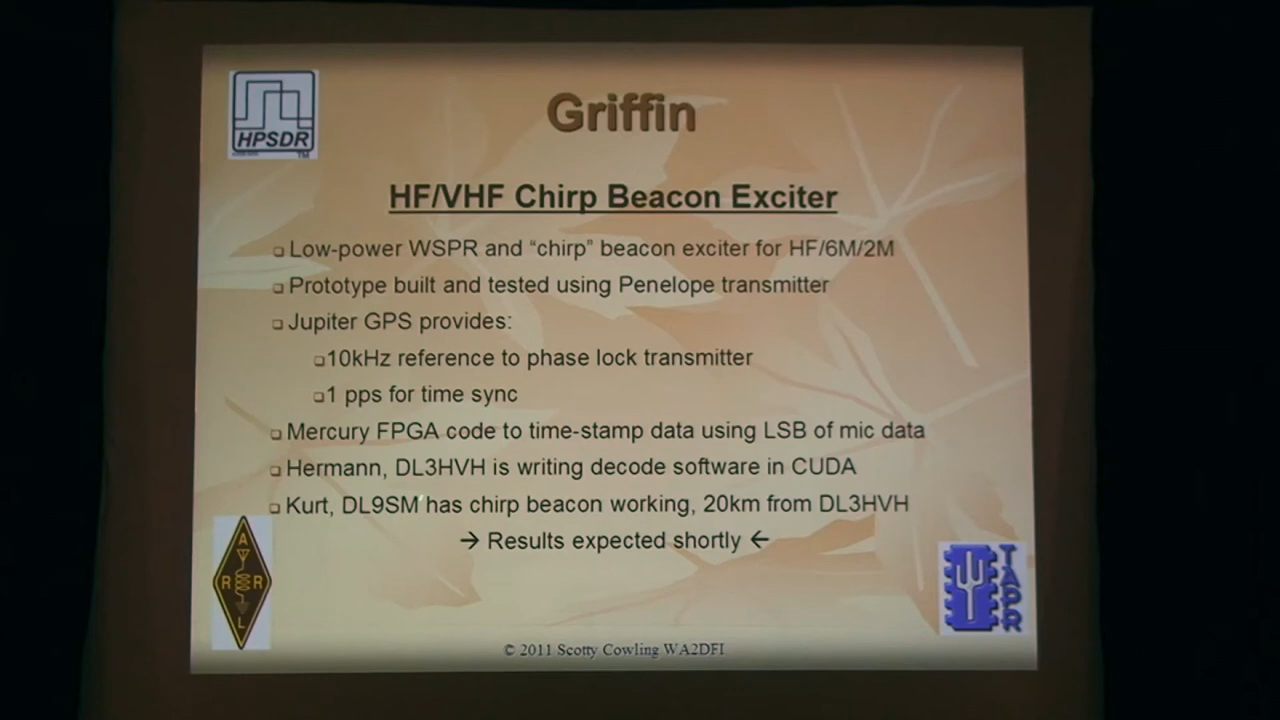 HPSDR
TM
Griffin
HF/VHF Chirp Beacon Exciter
Low-power WSPR and “chirp” beacon exciter for HF/6M/2M
Prototype built and tested using Penelope transmitter
Jupiter GPS provides:
10kHz reference to phase lock transmitter
1 pps for time sync
Mercury FPGA code to time-stamp data using LSB of mic data
Hermann, DL3HVH is writing decode software in CUDA
Kurt, DL9SM has chirp beacon working, 20km from DL3HVH
→ Results expected shortly ←
A
R R
L
TAPR
© 2011 Scotty Cowling WA2DFI